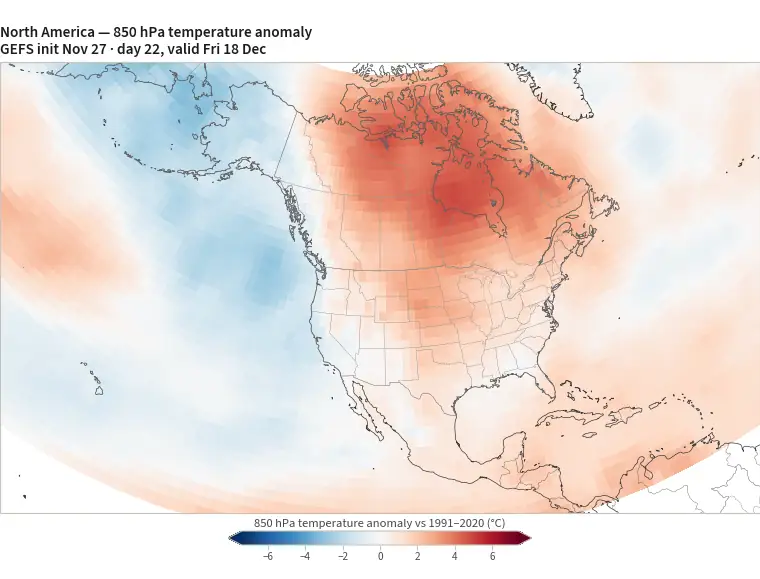 North America — 850 hPa temperature anomaly
GEFS init Nov 27 · day 22, valid Fri 18 Dec
850 hPa temperature anomaly vs 1991–2020 (°C)
−6 −4 −2 0 2 4 6